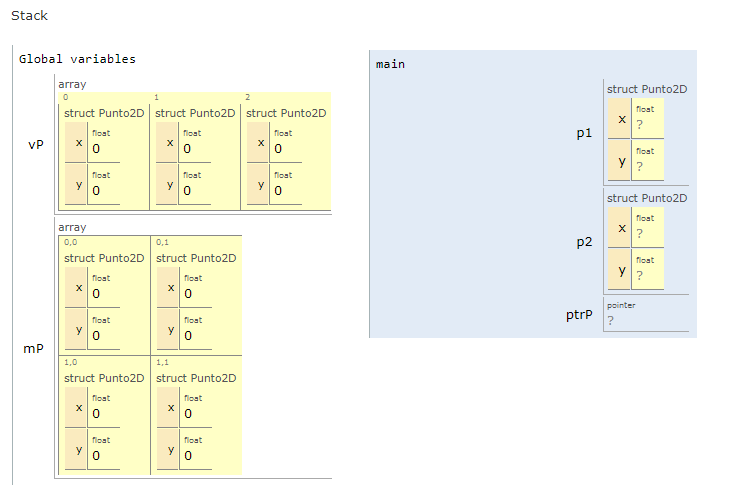 Stack
Global variables
array
0 1 2
struct Punto2D struct Punto2D struct Punto2D
float float float
vP x 0 x 0 x 0
float float float
y 0 y 0 y 0
array
0,0 0,1
struct Punto2D struct Punto2D
float float
x 0 x 0
float float
y 0 y 0
mP
1,0 1,1
struct Punto2D struct Punto2D
float float
x 0 x 0
float float
y 0 y 0
main
struct Punto2D
float
x ?
p1
float
y ?
struct Punto2D
float
x ?
p2
float
y ?
pointer
ptrP ?